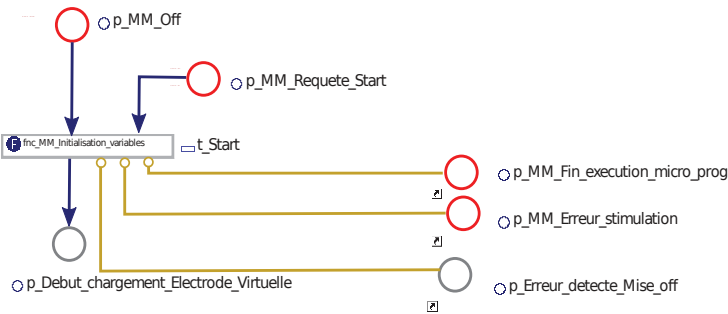 p_MM_Off
p_MM_Requete_Start
F fnc_MM_Initialisation_variables
t_Start
p_MM_Fin_execution_micro_prog
p_MM_Erreur_stimulation
p_Debut_chargement_Electrode_Virtuelle
p_Erreur_detecte_Mise_off